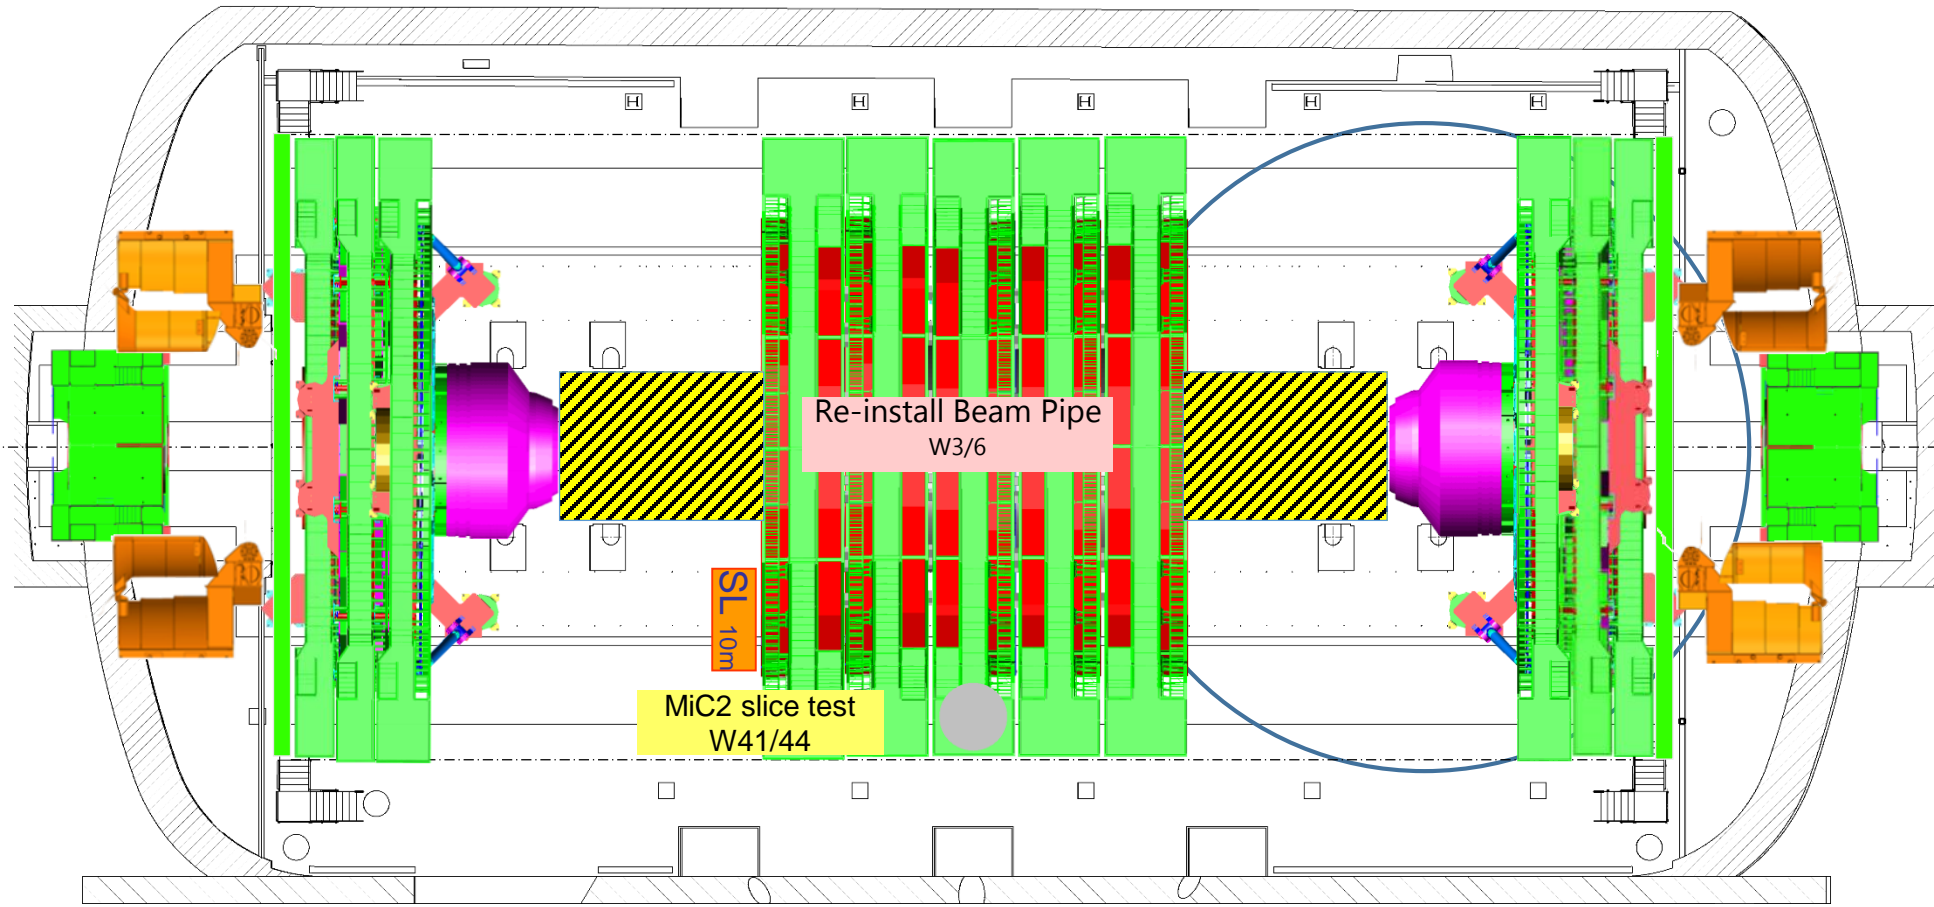 Re-install Beam Pipe
W3/6
SL 10m
MiC2 slice test
W41/44